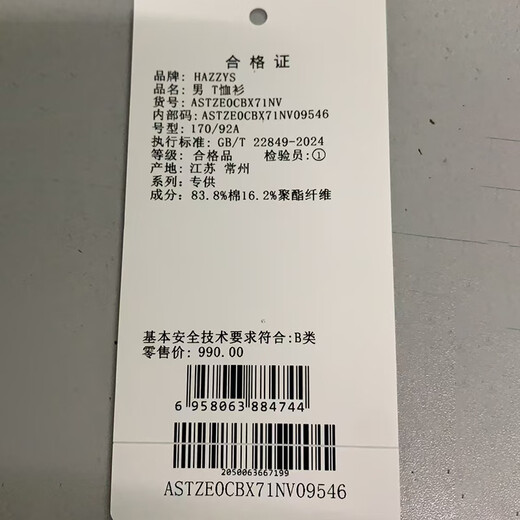 合格证
品牌: HAZZYS
品名: 男 T恤衫
货号: ASTZE0CBX71NV
内部码: ASTZE0CBX71NV09546
号型: 170/92A
执行标准: GB/T 22849-2024
等级: 合格品 检验员:①
产地: 江苏 常州
系列: 专供
成分: 83.8%棉16.2%聚酯纤维
基本安全技术要求符合:B类
零售价: 990.00
6 958063 884744
2050063667199
ASTZE0CBX71NV09546